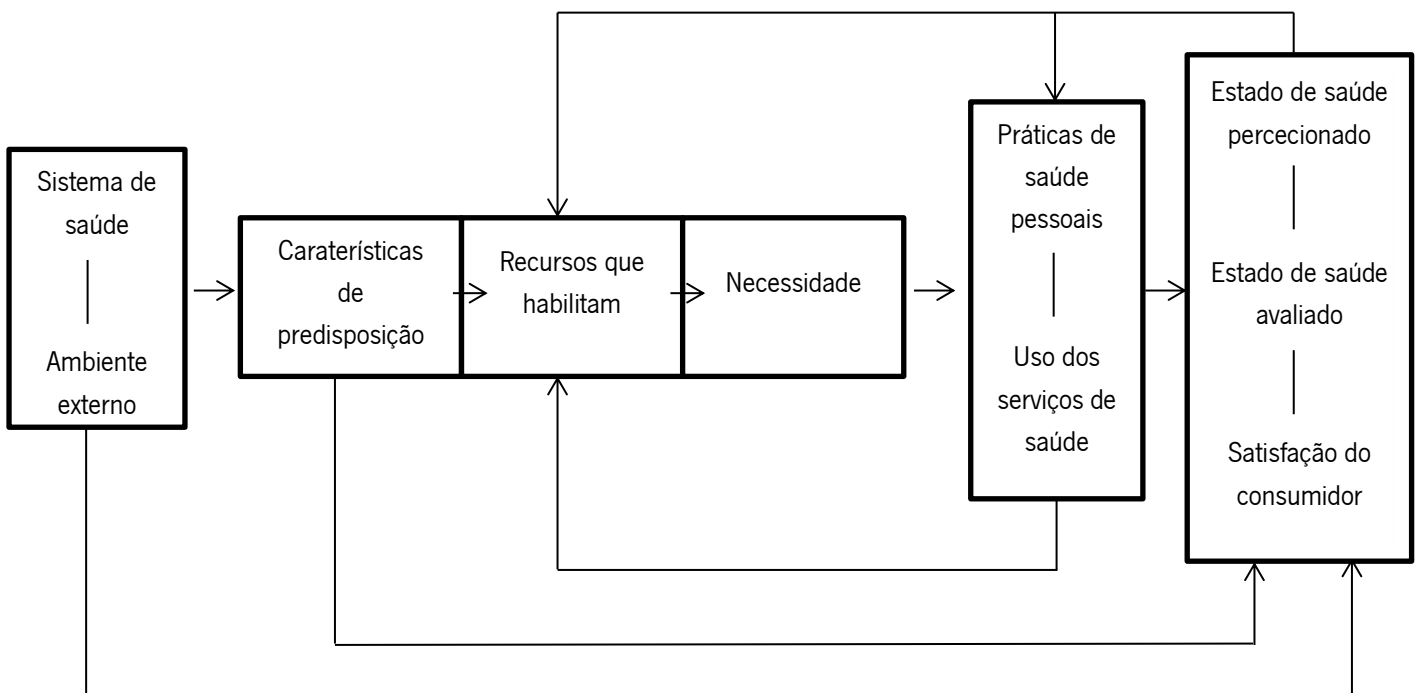 Sistema de
saúde
Ambiente
externo
Caraterísticas
de
predisposição
Recursos que
habilitam
Necessidade
Práticas de
saúde
pessoais
Uso dos
serviços de
saúde
Estado de saúde
percecionado
Estado de saúde
avaliado
Satisfação do
consumidor